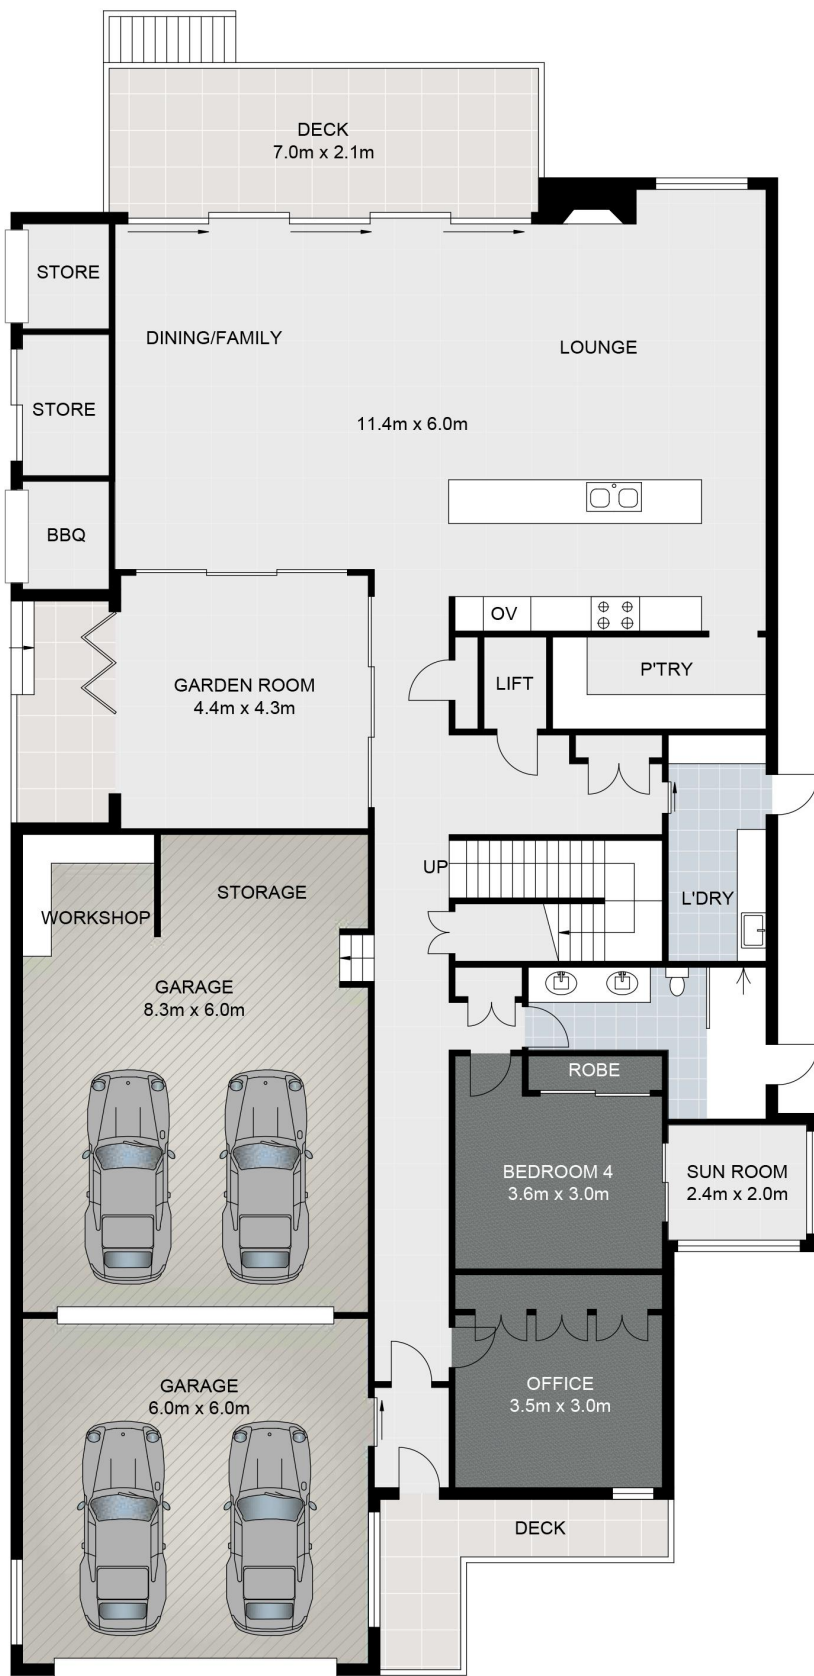 DECK
7.0m x 2.1m
STORE
DINING/FAMILY
LOUNGE
STORE
11.4m x 6.0m
BBQ
OV
GARDEN ROOM
4.4m x 4.3m
LIFT
P'TRY
UP
STORAGE
L'DRY
WORKSHOP
GARAGE
8.3m x 6.0m
ROBE
BEDROOM 4
3.6m x 3.0m
SUN ROOM
2.4m x 2.0m
GARAGE
6.0m x 6.0m
OFFICE
3.5m x 3.0m
DECK